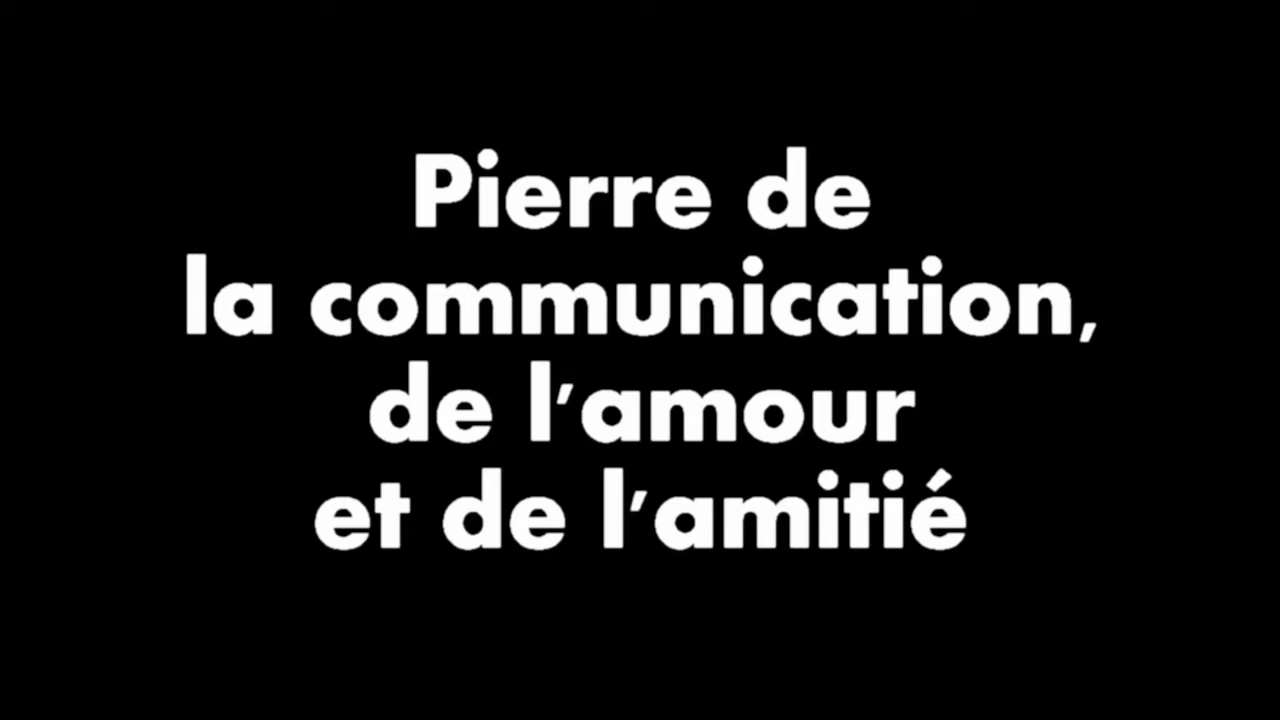 Pierre de
la communication,
de l'amour
et de l'amitié